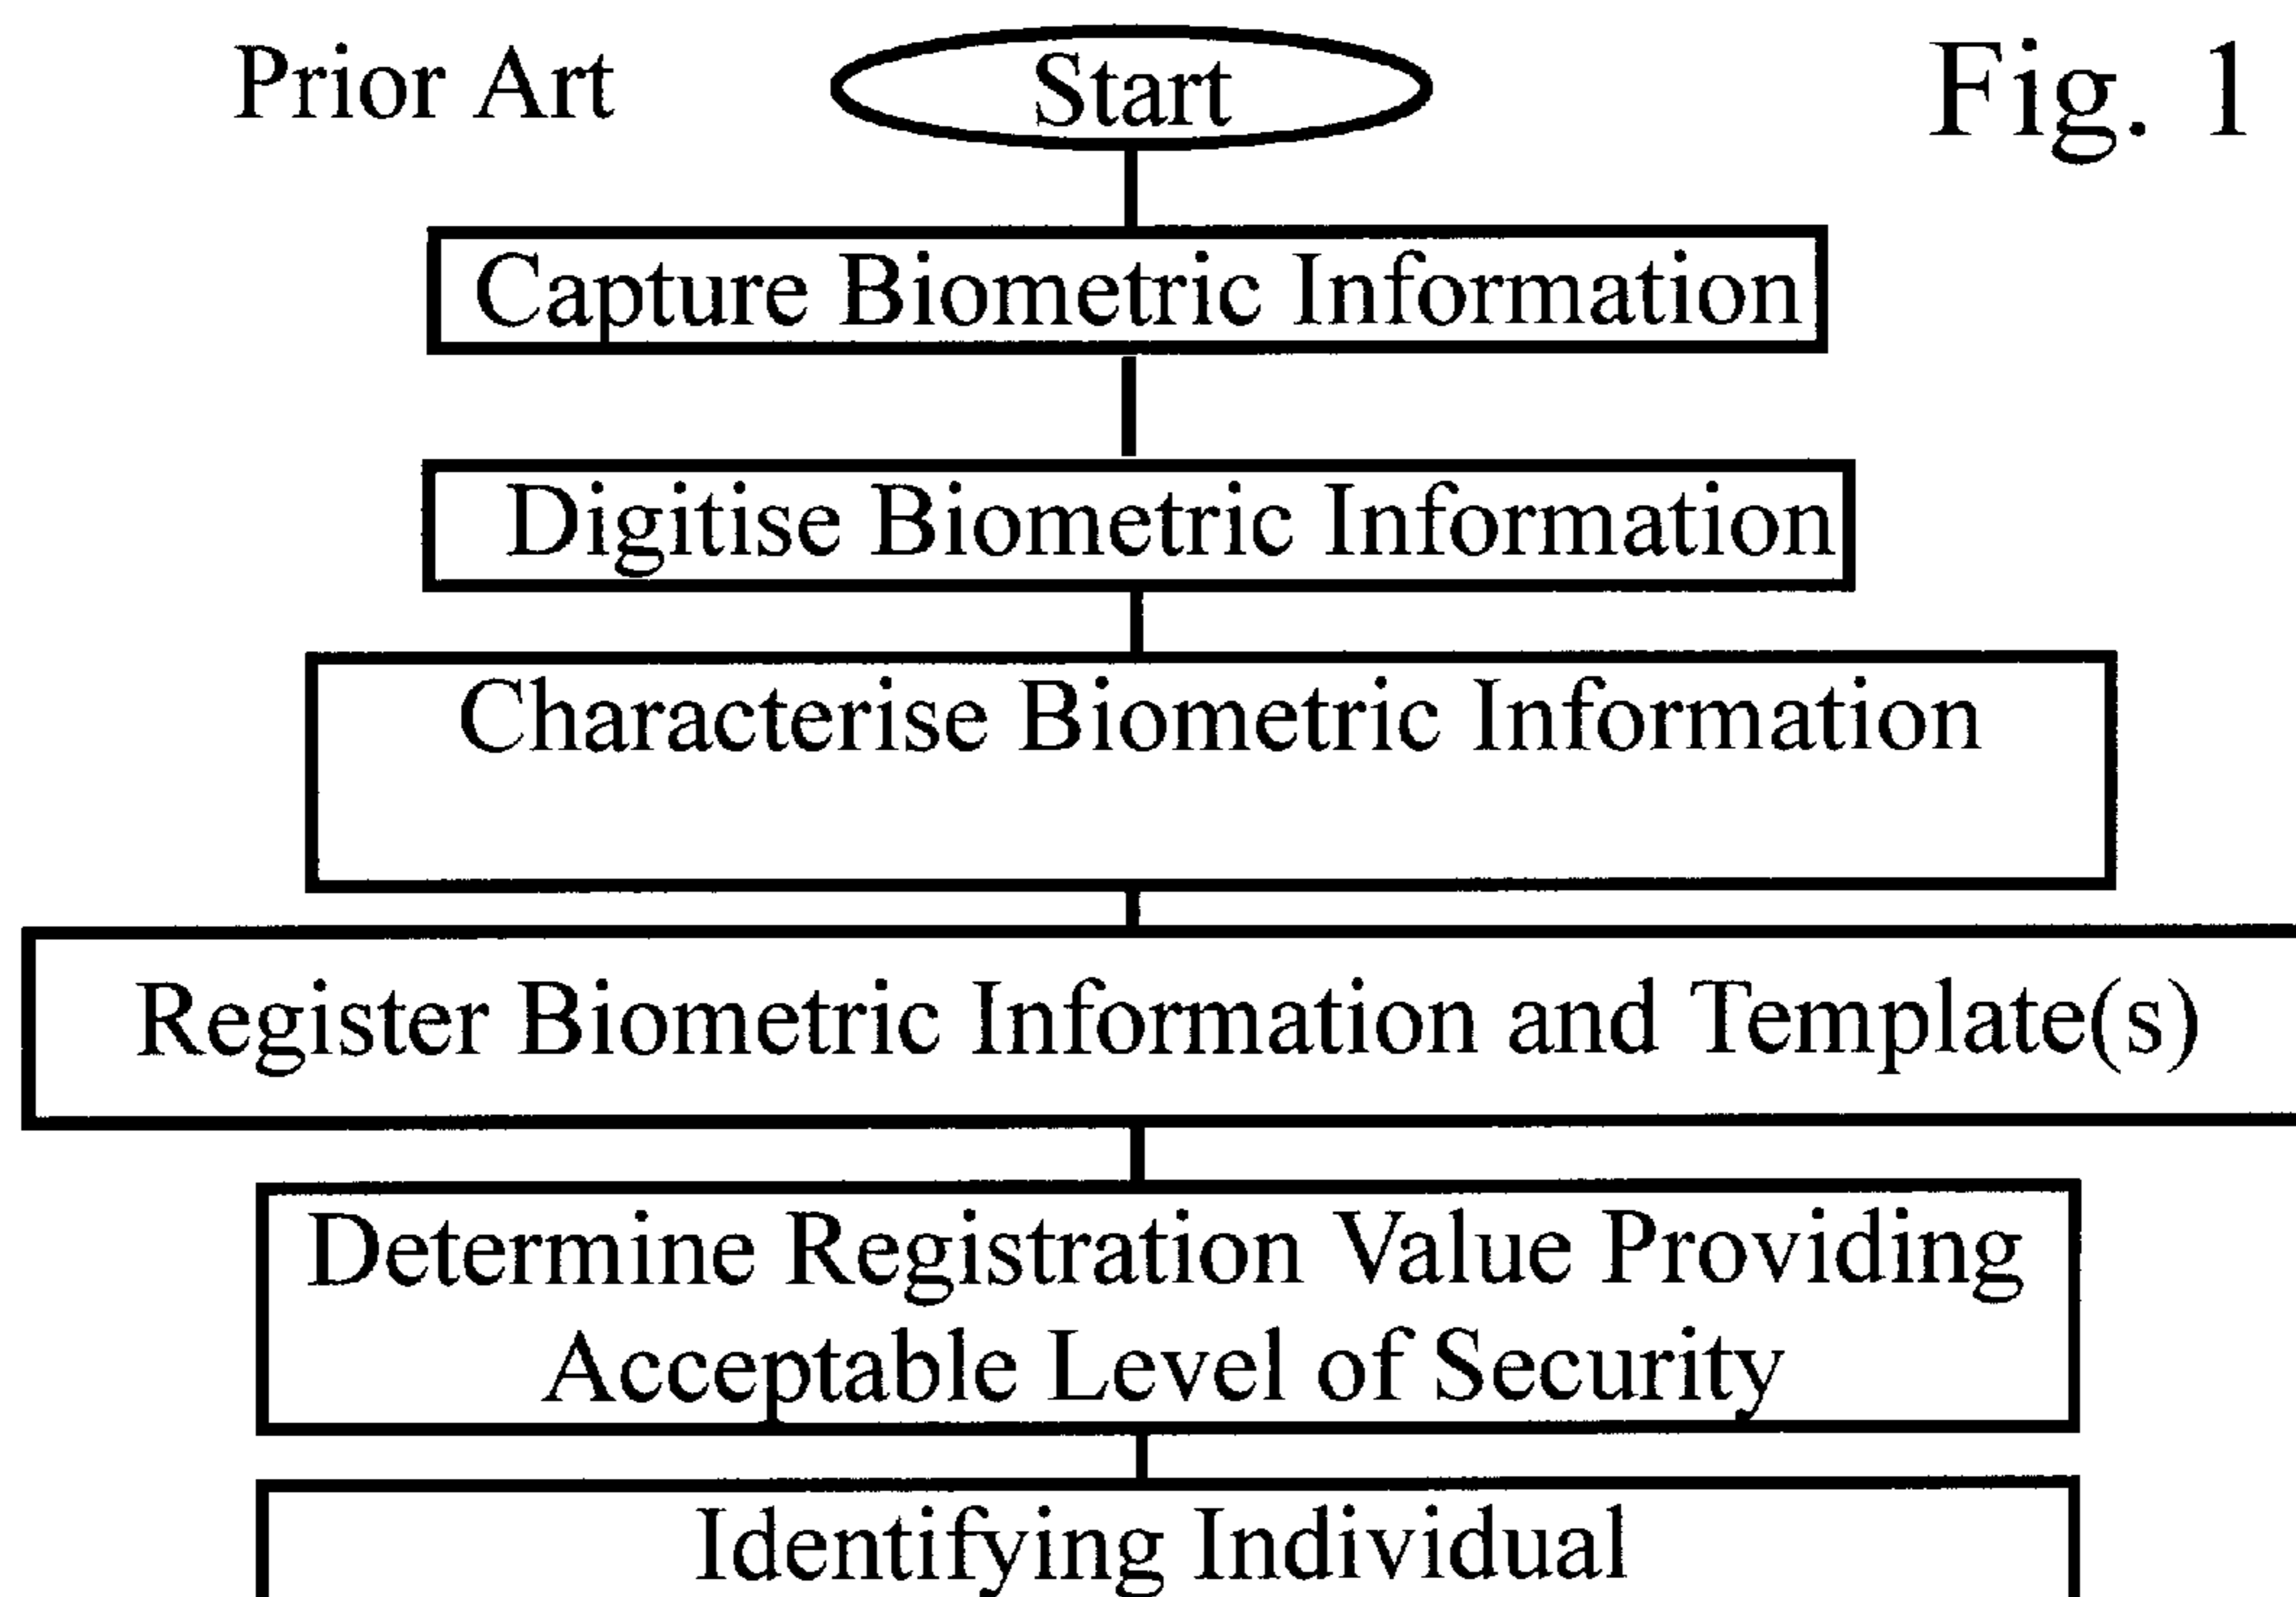 Prior Art
Start
Fig. 1
Capture Biometric Information
Digitise Biometric Information
Characterise Biometric Information
Register Biometric Information and Template(s)
Determine Registration Value Providing
Acceptable Level of Security
Identifying Individual